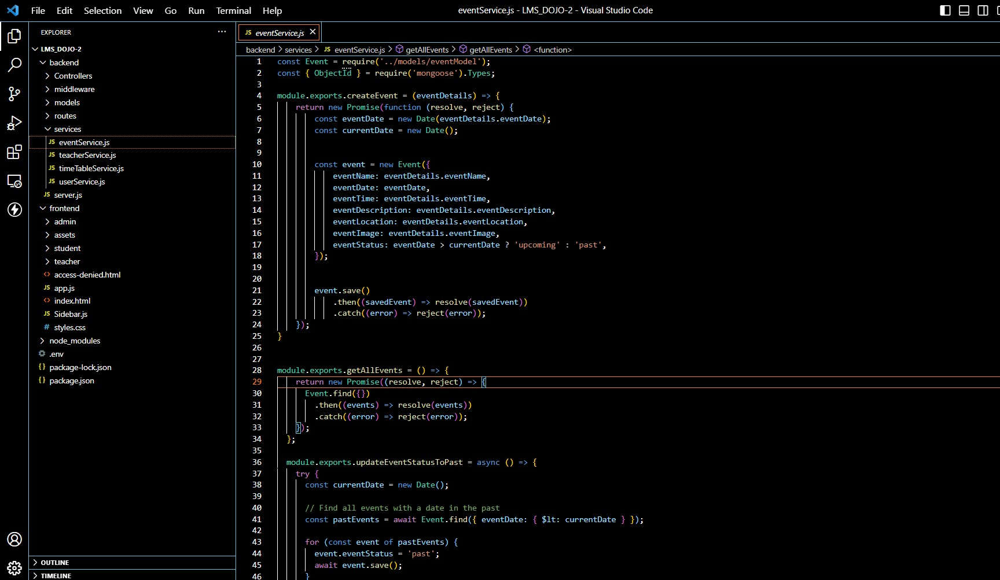 File Edit Selection View Go Run Terminal Help
eventService.js - LMS_DOJO-2 - Visual Studio Code
EXPLORER
LMS_DOJO-2
backend
Controllers
middleware
models
routes
services
JS eventService.js
JS teacherService.js
JS timeTableService.js
JS userService.js
JS server.js
frontend
admin
assets
student
teacher
<> access-denied.html
JS app.js
<> index.html
JS Sidebar.js
# styles.css
node_modules
.env
{} package-lock.json
{} package.json
OUTLINE
TIMELINE
JS eventService.js
backend > services > JS eventService.js > getAllEvents > getAllEvents > <function>
1 const Event = require('../models/eventModel');
2 const { ObjectId } = require('mongoose').Types;
3
4 module.exports.createEvent = (eventDetails) => {
5 return new Promise(function (resolve, reject) {
6 const eventDate = new Date(eventDetails.eventDate);
7 const currentDate = new Date();
8
9
10 const event = new Event({
11 eventName: eventDetails.eventName,
12 eventDate: eventDate,
13 eventTime: eventDetails.eventTime,
14 eventDescription: eventDetails.eventDescription,
15 eventLocation: eventDetails.eventLocation,
16 eventImage: eventDetails.eventImage,
17 eventStatus: eventDate > currentDate ? 'upcoming' : 'past',
18 });
19
20
21 event.save()
22 .then((savedEvent) => resolve(savedEvent))
23 .catch((error) => reject(error));
24 });
25 }
26
27
28 module.exports.getAllEvents = () => {
29 return new Promise((resolve, reject) => {
30 Event.find({})
31 .then((events) => resolve(events))
32 .catch((error) => reject(error));
33 });
34 };
35
36 module.exports.updateEventStatusToPast = async () => {
37 try {
38 const currentDate = new Date();
39
40 // Find all events with a date in the past
41 const pastEvents = await Event.find({ eventDate: { $lt: currentDate } });
42
43 for (const event of pastEvents) {
44 event.eventStatus = 'past';
45 await event.save();
46 }